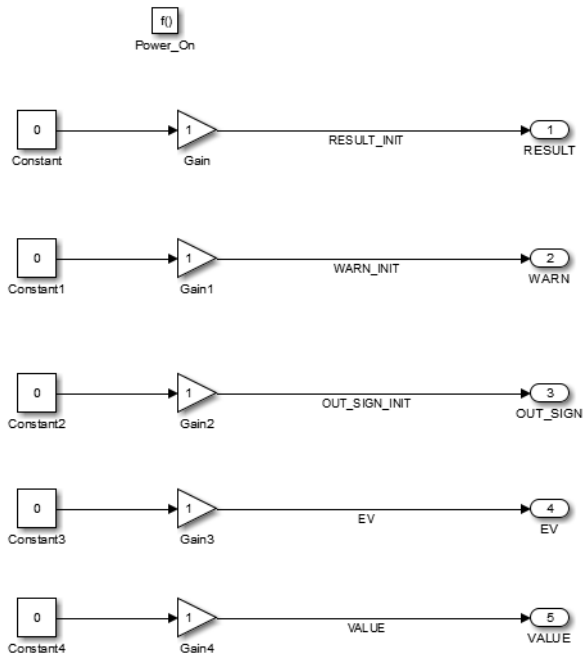 f()
Power_On
0
1
RESULT_INIT
1
Constant
Gain
RESULT
0
1
WARN_INIT
2
Constant1
Gain1
WARN
0
1
OUT_SIGN_INIT
3
Constant2
Gain2
OUT_SIGN
0
1
EV
4
Constant3
Gain3
EV
0
1
VALUE
5
Constant4
Gain4
VALUE